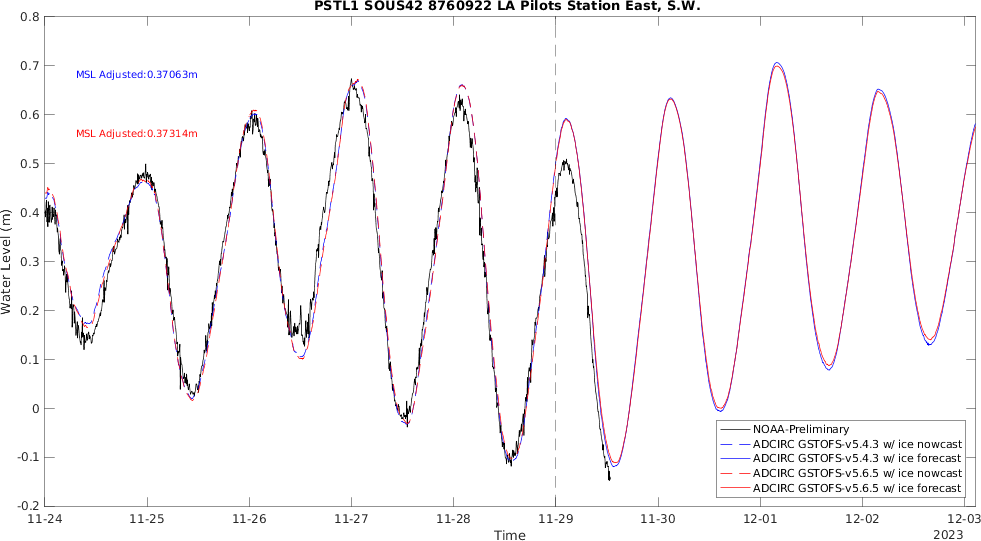 PSTL1 SOUS42 8760922 LA Pilots Station East, S.W.
0.8
0.7
0.6
0.5
0.4
0.3
0.2
0.1
0
-0.1
-0.2
Water Level (m)
MSL Adjusted:0.37063m
MSL Adjusted:0.37314m
NOAA-Preliminary
ADCIRC GSTOFS-v5.4.3 w/ ice nowcast
ADCIRC GSTOFS-v5.4.3 w/ ice forecast
ADCIRC GSTOFS-v5.6.5 w/ ice nowcast
ADCIRC GSTOFS-v5.6.5 w/ ice forecast
11-24 11-25 11-26 11-27 11-28 11-29 11-30 12-01 12-02 12-03
Time
2023